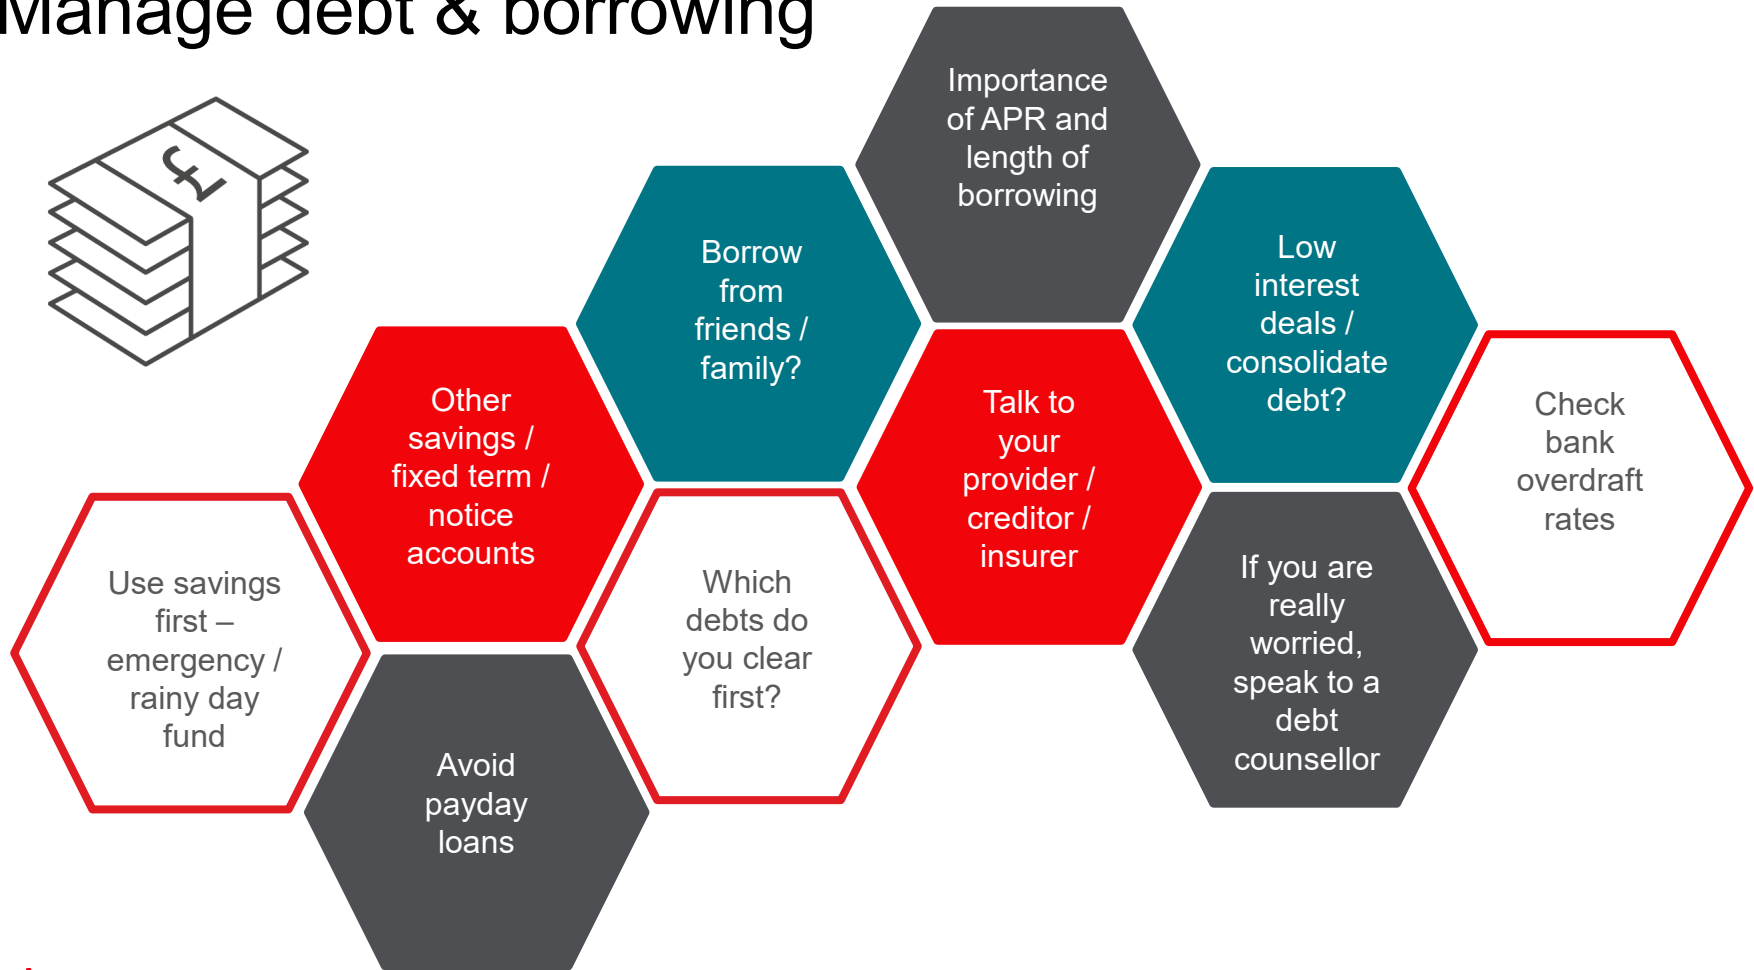 Manage debt & borrowing
£
Importance
of APR and
length of
borrowing
Borrow
from
friends /
family?
Low
interest
deals /
consolidate
debt?
Other
savings /
fixed term /
notice
accounts
Talk to
your
provider /
creditor /
insurer
Check
bank
overdraft
rates
Use savings
first –
emergency /
rainy day
fund
Which
debts do
you clear
first?
If you are
really
worried,
speak to a
debt
counsellor
Avoid
payday
loans